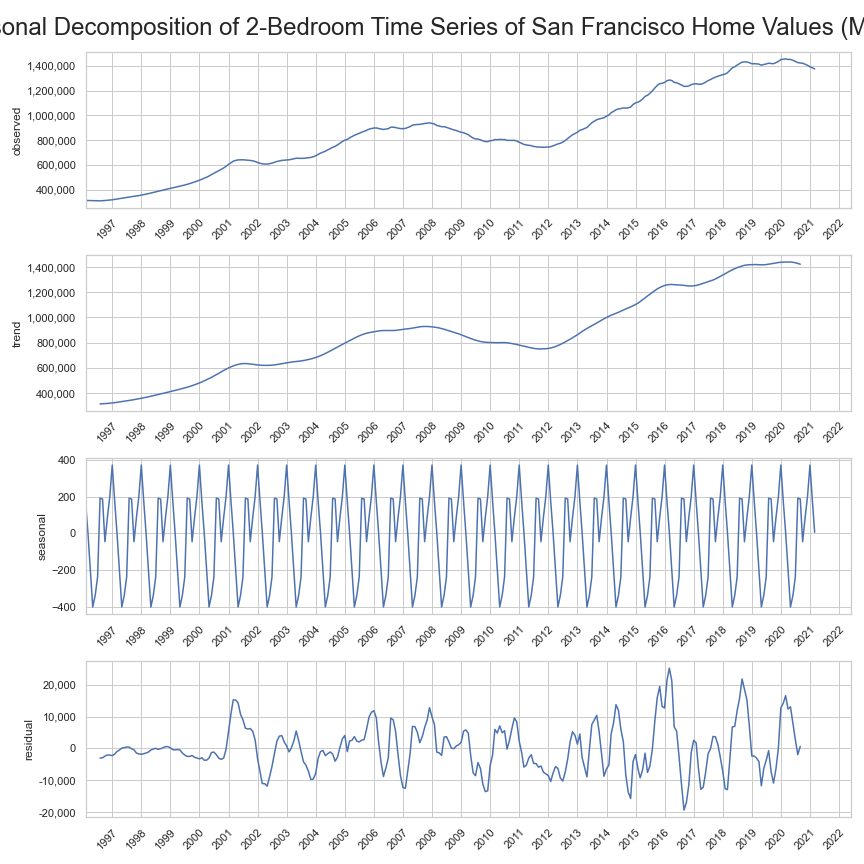 onal Decomposition of 2-Bedroom Time Series of San Francisco Home Values (M
1,400,000
1,200,000
1,000,000
800,000
600,000
400,000
observed
1997 1998 1999 2000 2001 2002 2003 2004 2005 2006 2007 2008 2009 2010 2011 2012 2013 2014 2015 2016 2017 2018 2019 2020 2021 2022
1,400,000
1,200,000
1,000,000
800,000
600,000
400,000
trend
1997 1998 1999 2000 2001 2002 2003 2004 2005 2006 2007 2008 2009 2010 2011 2012 2013 2014 2015 2016 2017 2018 2019 2020 2021 2022
400
200
0
−200
−400
seasonal
1997 1998 1999 2000 2001 2002 2003 2004 2005 2006 2007 2008 2009 2010 2011 2012 2013 2014 2015 2016 2017 2018 2019 2020 2021 2022
20,000
10,000
0
-10,000
-20,000
residual
1997 1998 1999 2000 2001 2002 2003 2004 2005 2006 2007 2008 2009 2010 2011 2012 2013 2014 2015 2016 2017 2018 2019 2020 2021 2022